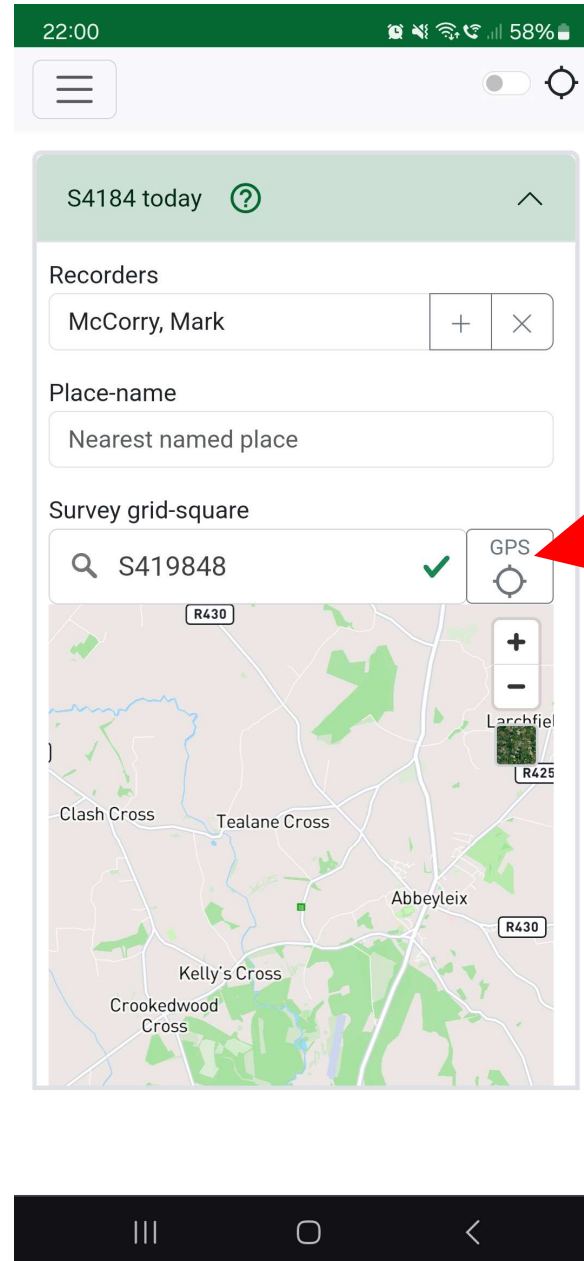 22:00
58%
S4184 today
Recorders
McCorry, Mark
Place-name
Nearest named place
Survey grid-square
S419848
GPS
R430
R425
Clash Cross
Tealane Cross
Abbeyleix
R430
Kelly's Cross
Crookedwood
Cross